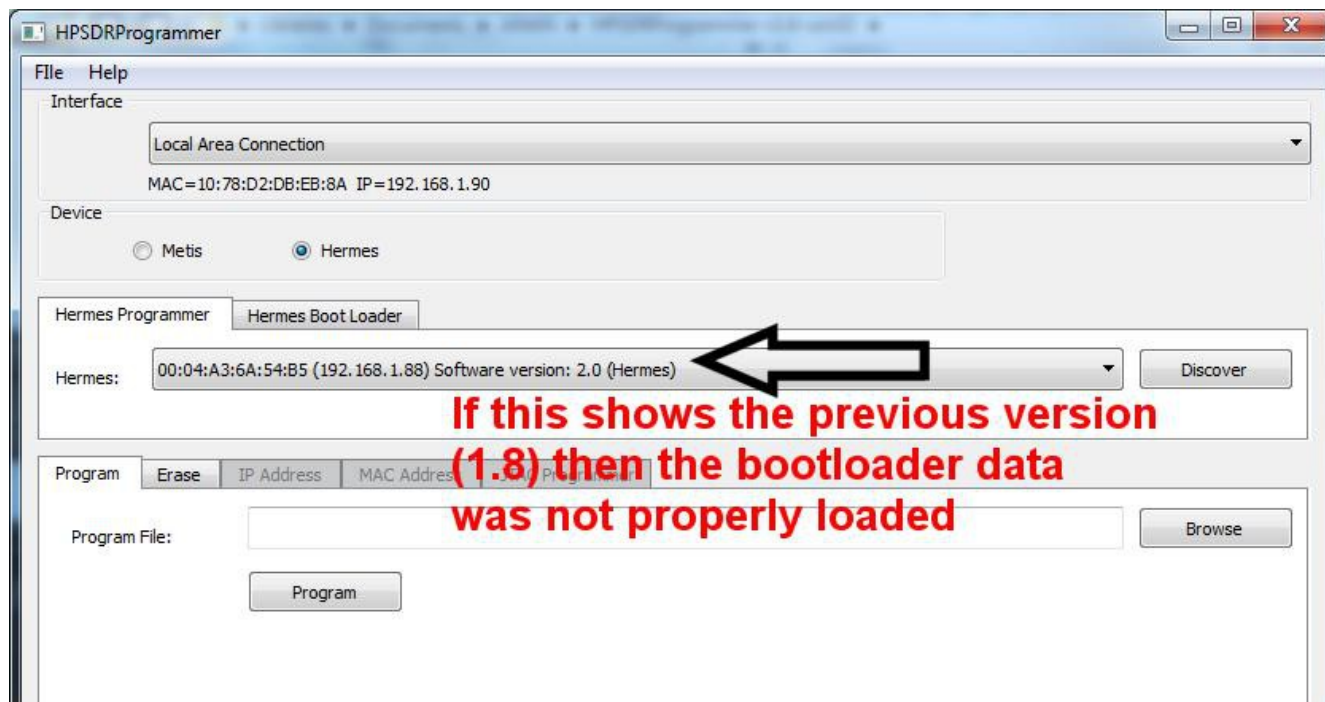 HPSDRProgrammer
FIle Help
Interface
Local Area Connection
MAC=10:78:D2:DB:EB:8A IP=192.168.1.90
Device
Metis Hermes
Hermes Programmer Hermes Boot Loader
Hermes: 00:04:A3:6A:54:B5 (192.168.1.88) Software version: 2.0 (Hermes) Discover
If this shows the previous version
(1.8) then the bootloader data
was not properly loaded
Program Erase IP Address MAC Address Programmer
Program File: Browse
Program